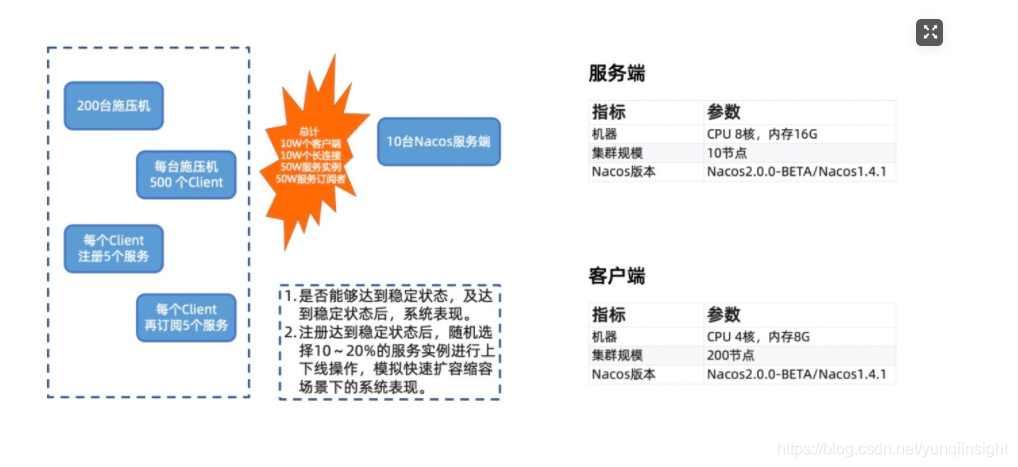 200台施压机
每台施压机
500 个Client
每个Client
注册5个服务
每个Client
再订阅5个服务
总计
10W个客户端
10W个长连接
50W服务实例
50W服务订阅者
10台Nacos服务端
1. 是否能够达到稳定状态，及达
到稳定状态后，系统表现。
2. 注册达到稳定状态后，随机选
择10～20%的服务实例进行上
下线操作，模拟快速扩容缩容
场景下的系统表现。
服务端
指标 参数
机器 CPU 8核，内存16G
集群规模 10节点
Nacos版本 Nacos2.0.0-BETA/Nacos1.4.1
客户端
指标 参数
机器 CPU 4核，内存8G
集群规模 200节点
Nacos版本 Nacos2.0.0-BETA/Nacos1.4.1
https://blog.csdn.net/yunqiinsight